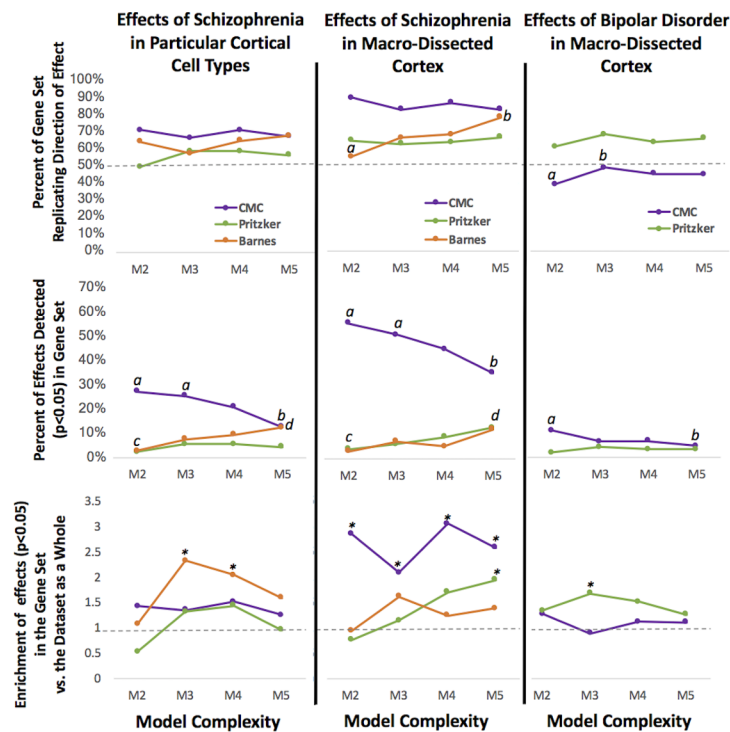 Effects of Schizophrenia
in Particular Cortical
Cell Types
Effects of Schizophrenia
in Macro-Dissected
Cortex
Effects of Bipolar Disorder
in Macro-Dissected
Cortex
Percent of Gene Set
Replicating Direction of Effect
100%
90%
80%
70%
60%
50%
40%
30%
20%
10%
0%
CMC
Pritzker
Barnes
M2 M3 M4 M5
a
b
CMC
Pritzker
Barnes
M2 M3 M4 M5
a
b
CMC
Pritzker
M2 M3 M4 M5
Percent of Effects Detected
(p<0.05) in Gene Set
70%
60%
50%
40%
30%
20%
10%
0%
a a
b
c
d
M2 M3 M4 M5
a a
b
c
d
M2 M3 M4 M5
a
b
M2 M3 M4 M5
Enrichment of effects (p<0.05)
in the Gene Set
vs. the Dataset as a Whole
3.5
3
2.5
2
1.5
1
0.5
0
* *
M2 M3 M4 M5
* * * * *
M2 M3 M4 M5
*
M2 M3 M4 M5
Model Complexity
Model Complexity
Model Complexity